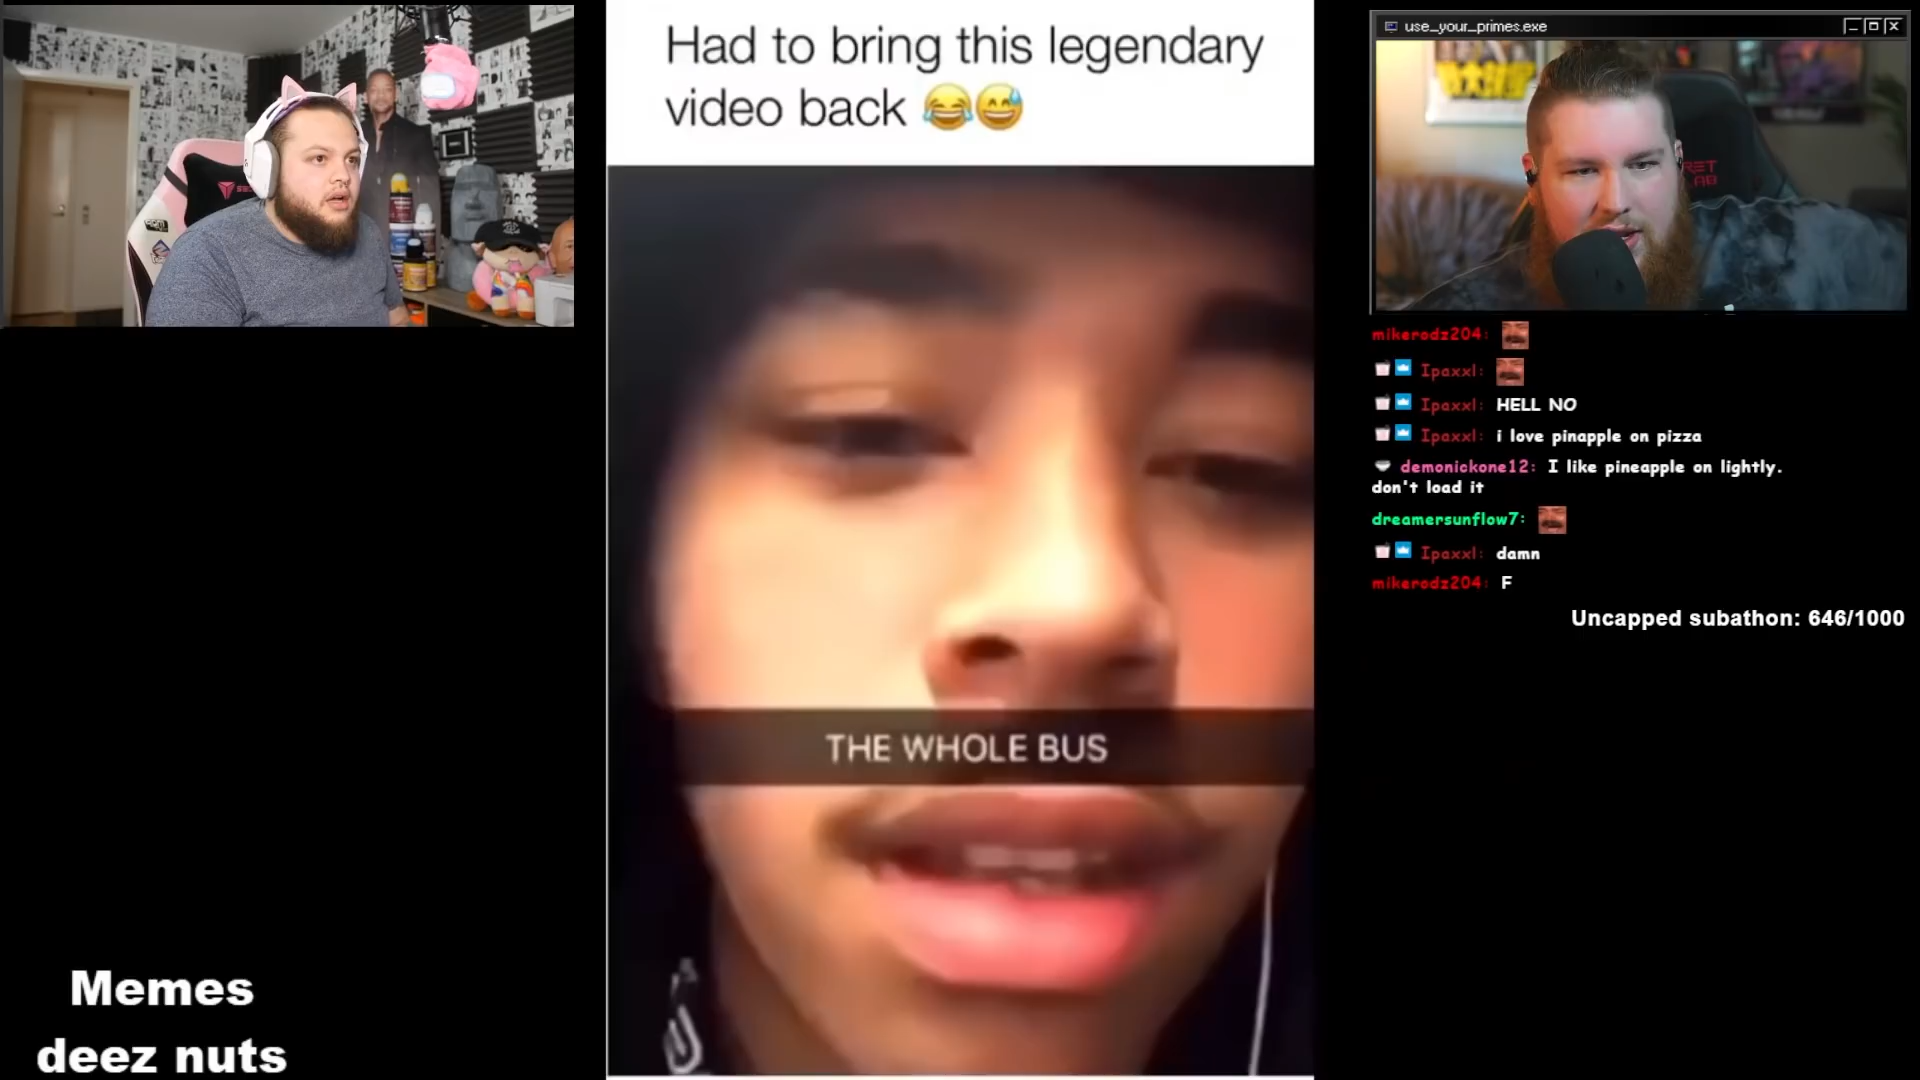 Had to bring this legendary
video back 😂😅
THE WHOLE BUS
Memes
deez nuts
use_your_primes.exe
RET
LAB
mikerodz204:
Ipaxxl:
Ipaxxl: HELL NO
Ipaxxl: i love pinapple on pizza
demonickone12: I like pineapple on lightly.
don't load it
dreamersunflow7:
Ipaxxl: damn
mikerodz204: F
Uncapped subathon: 646/1000